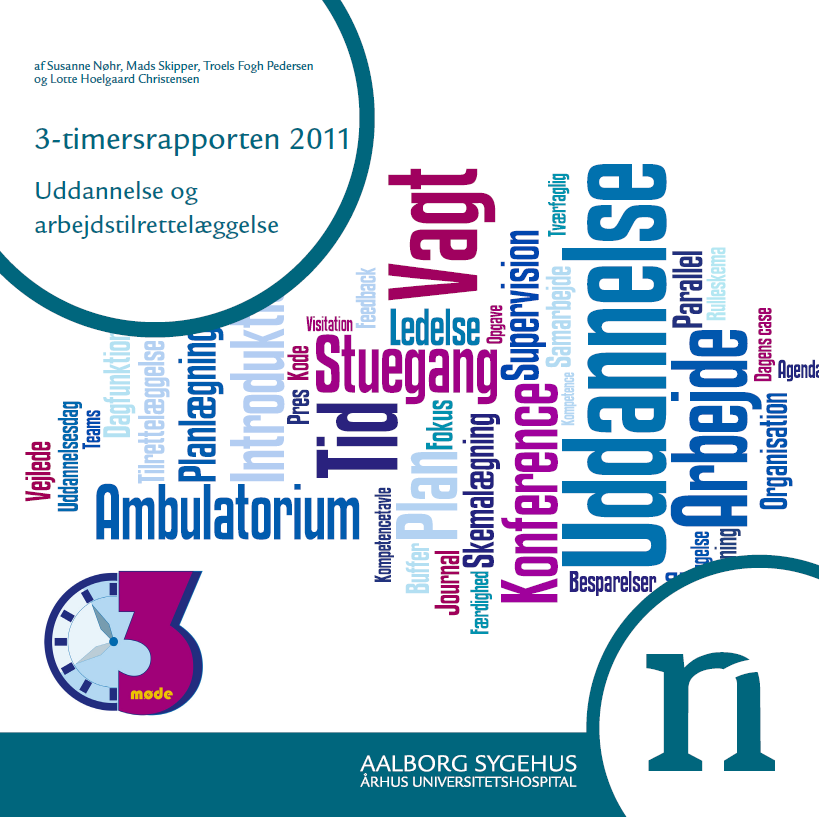 af Susanne Nøhr, Mads Skipper, Troels Fogh Pedersen
og Lotte Hoelgaard Christensen
3-timersrapporten 2011
Uddannelse og
arbejdstilrettelæggelse
Vagt
Tværfaglig
Uddannelse
Supervision
Samarbejde
Parallel
Rulleskema
Feedback
Visitation
Ledelse
Opgave
Dagens case
Agenda
Stuegang
Kode
Pres
Planlægning
Tilrettelæggelse
Dagfunktion
Teams
Uddannelsesdag
Vejlede
Tid
Fokus
Kompetence
Konference
Arbejde
Organisation
Ambulatorium
Plan
Skemalægning
Kompetencetavle
Buffer
Journal
Færdighed
Besparelser
3
møde
n
AALBORG SYGEHUS
ÅRHUS UNIVERSITETSHOSPITAL